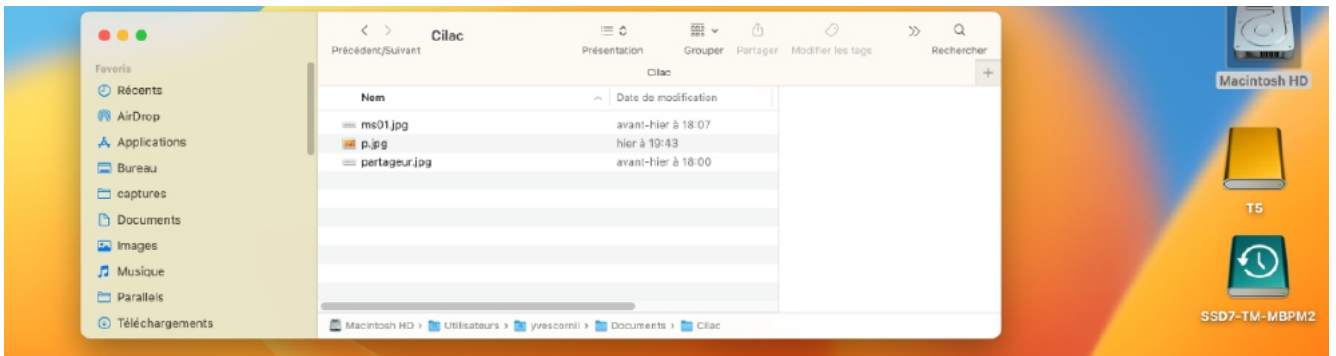 Cilac
Précédent/Suivant
Présentation
Grouper
Partager
Modifier les tags
Rechercher
Cilac
Favoris
Récents
AirDrop
Applications
Bureau
captures
Documents
Images
Musique
Parallels
Téléchargements
Nom
Date de modification
ms01.jpg
avant-hier à 18:07
p.jpg
hier à 19:43
partageur.jpg
avant-hier à 18:00
Macintosh HD › Utilisateurs › yvescornil › Documents › Cilac
Macintosh HD
T5
SSD7-TM-MBPM2